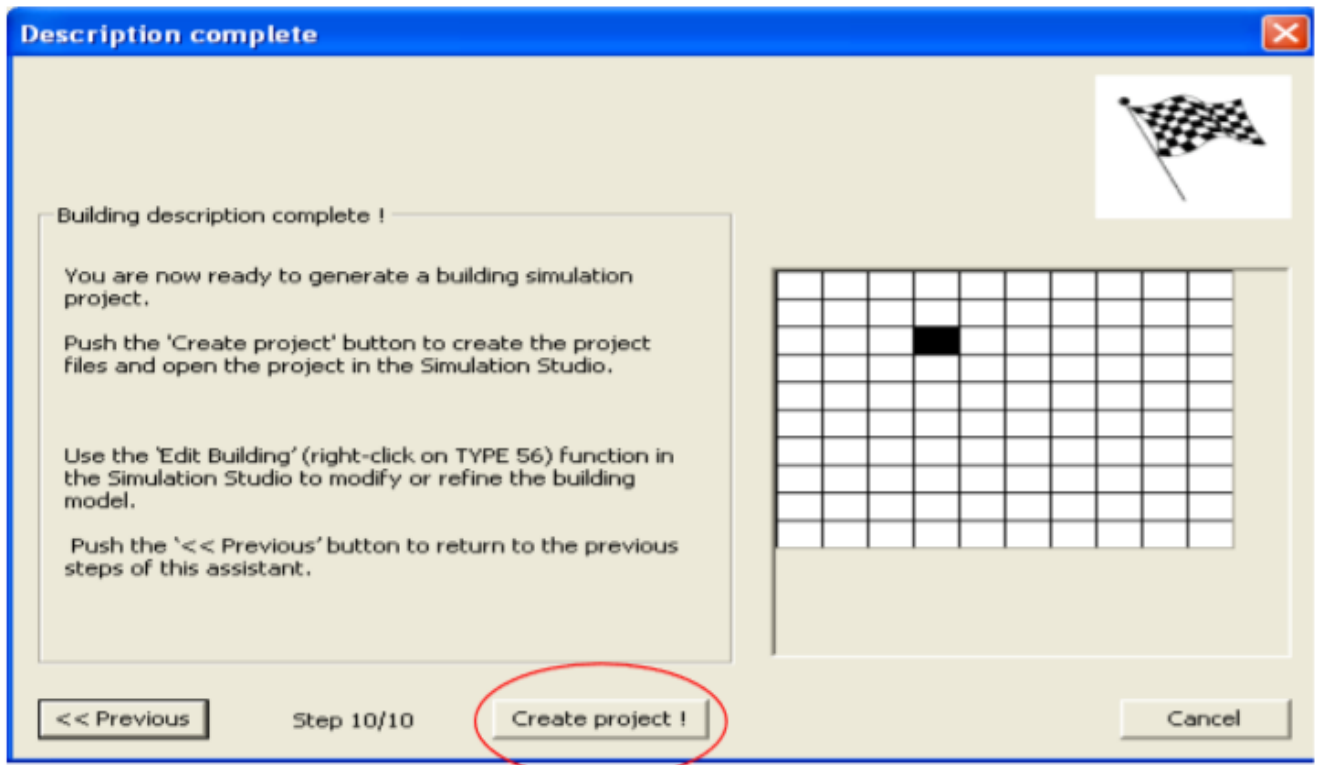 Description complete
Building description complete !
You are now ready to generate a building simulation
project.
Push the 'Create project' button to create the project
files and open the project in the Simulation Studio.
Use the 'Edit Building' (right-click on TYPE 56) function in
the Simulation Studio to modify or refine the building
model.
Push the '<< Previous' button to return to the previous
steps of this assistant.
<< Previous
Step 10/10
Create project !
Cancel